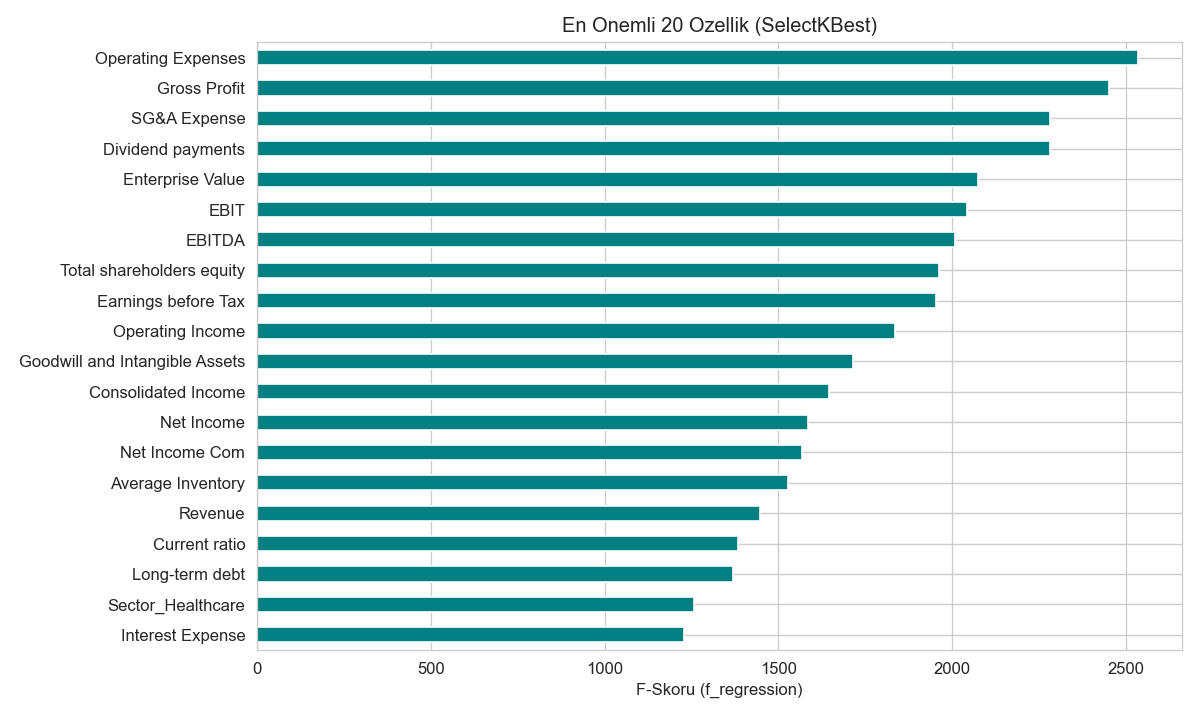 En Onemli 20 Ozellik (SelectKBest)
Operating Expenses
Gross Profit
SG&A Expense
Dividend payments
Enterprise Value
EBIT
EBITDA
Total shareholders equity
Earnings before Tax
Operating Income
Goodwill and Intangible Assets
Consolidated Income
Net Income
Net Income Com
Average Inventory
Revenue
Current ratio
Long-term debt
Sector_Healthcare
Interest Expense
0 500 1000 1500 2000 2500
F-Skoru (f_regression)